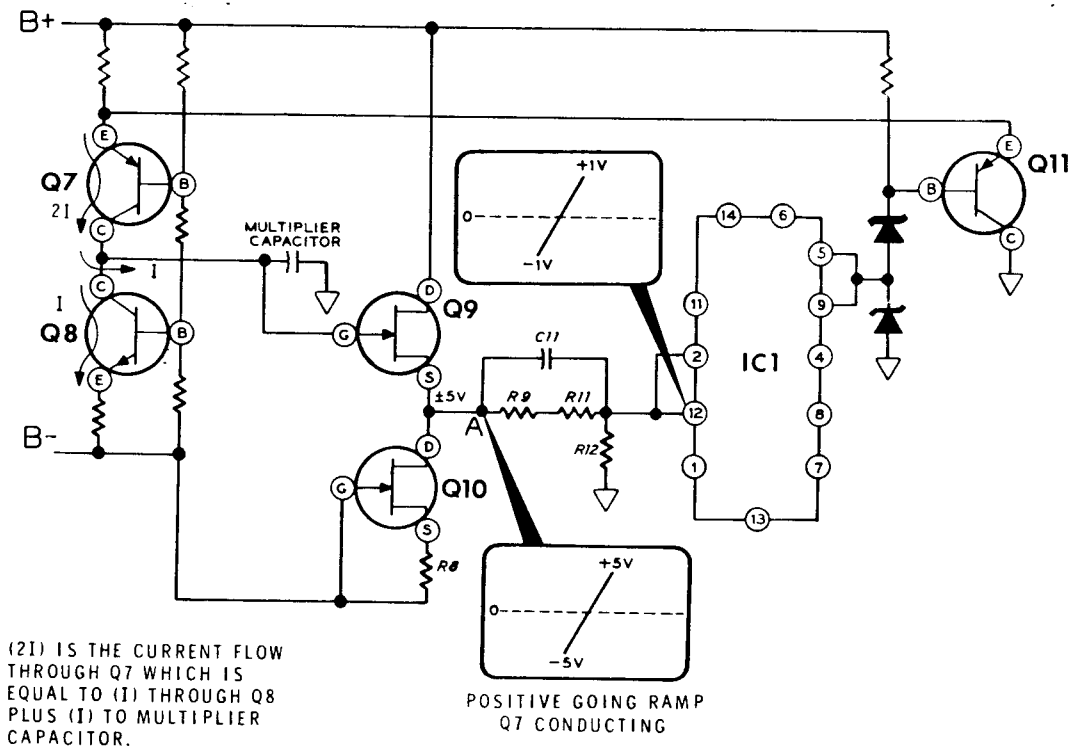 B+
E
Q7
B
2I
C
MULTIPLIER
CAPACITOR
I
C
I
Q8
B
E
B-
+1V
0
-1V
D
Q9
G
S
±5V
A
C11
R9
R11
R12
D
G
Q10
S
R8
14
6
5
11
9
2
IC1
4
12
8
1
7
13
E
Q11
B
C
+5V
0
-5V
POSITIVE GOING RAMP
Q7 CONDUCTING
(2I) IS THE CURRENT FLOW
THROUGH Q7 WHICH IS
EQUAL TO (I) THROUGH Q8
PLUS (I) TO MULTIPLIER
CAPACITOR.